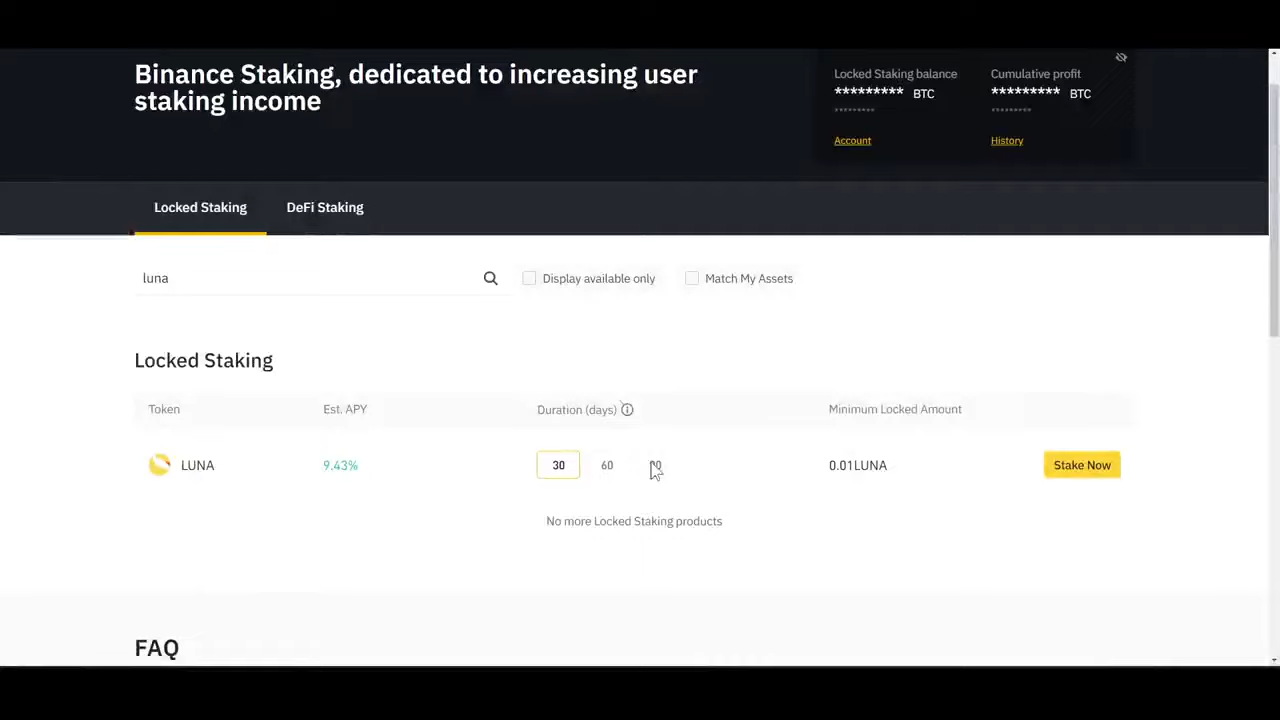 Binance Staking, dedicated to increasing user
staking income
Locked Staking balance
Cumulative profit
********* BTC
********* BTC
*********
*********
Account
History
Locked Staking
DeFi Staking
luna
Display available only
Match My Assets
Locked Staking
Token Est. APY Duration (days) Minimum Locked Amount
LUNA 9.43% 30 60 0.01LUNA Stake Now
No more Locked Staking products
FAQ